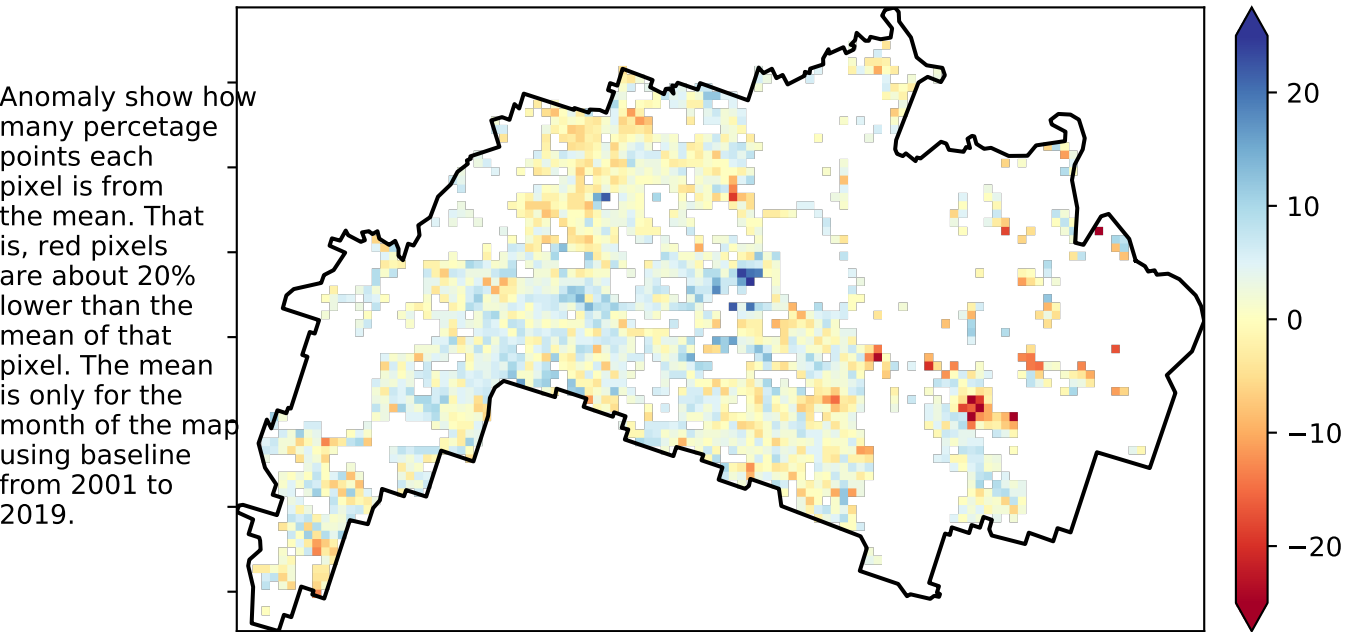 Anomaly show how
many percetage
points each
pixel is from
the mean. That
is, red pixels
are about 20%
lower than the
mean of that
pixel. The mean
is only for the
month of the map
using baseline
from 2001 to
2019.
20
10
0
−10
−20